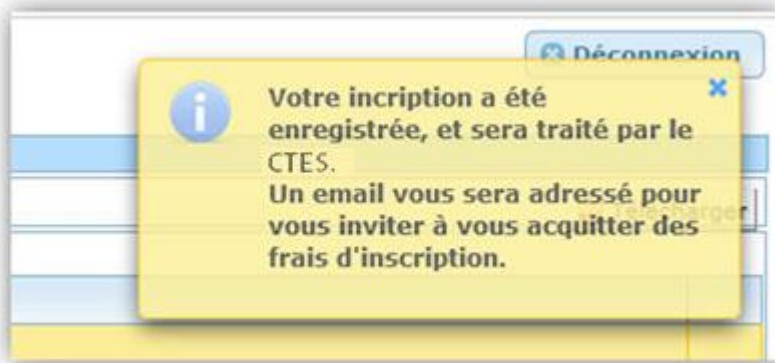 Déconnexion
Votre incription a été
enregistrée, et sera traité par le
CTES.
Un email vous sera adressé pour
vous inviter à vous acquitter des
frais d'inscription.